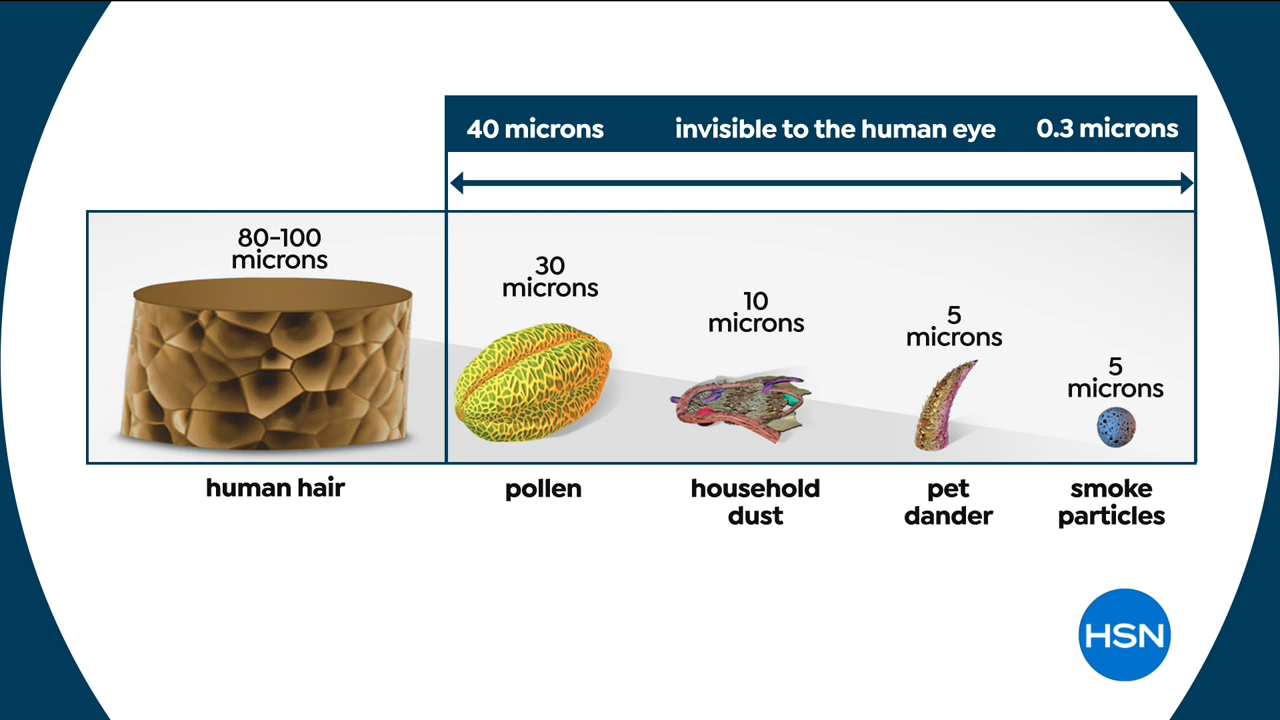 40 microns invisible to the human eye 0.3 microns
80-100
microns
30
microns
10
microns
5
microns
5
microns
human hair
pollen
household
dust
pet
dander
smoke
particles
HSN